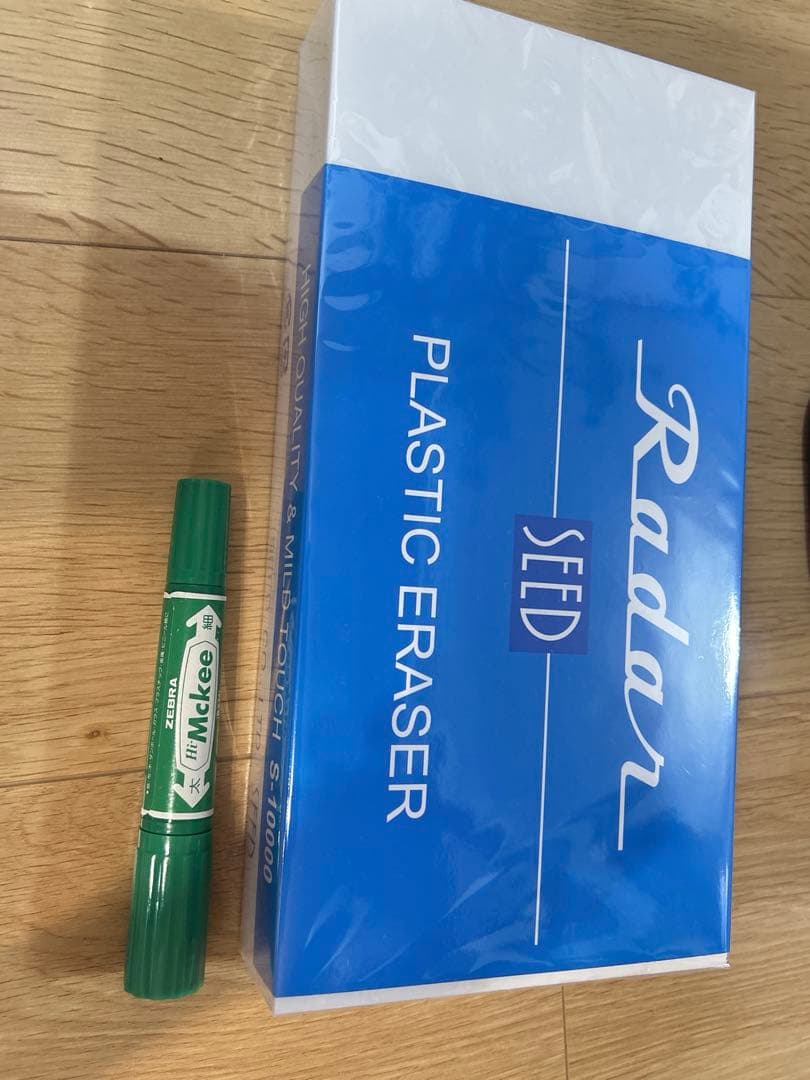 Radar
SEED
PLASTIC ERASER
HIGH QUALITY & MILD TOUCH S-10000
ZEBRA
Hi-Mckee
細
太